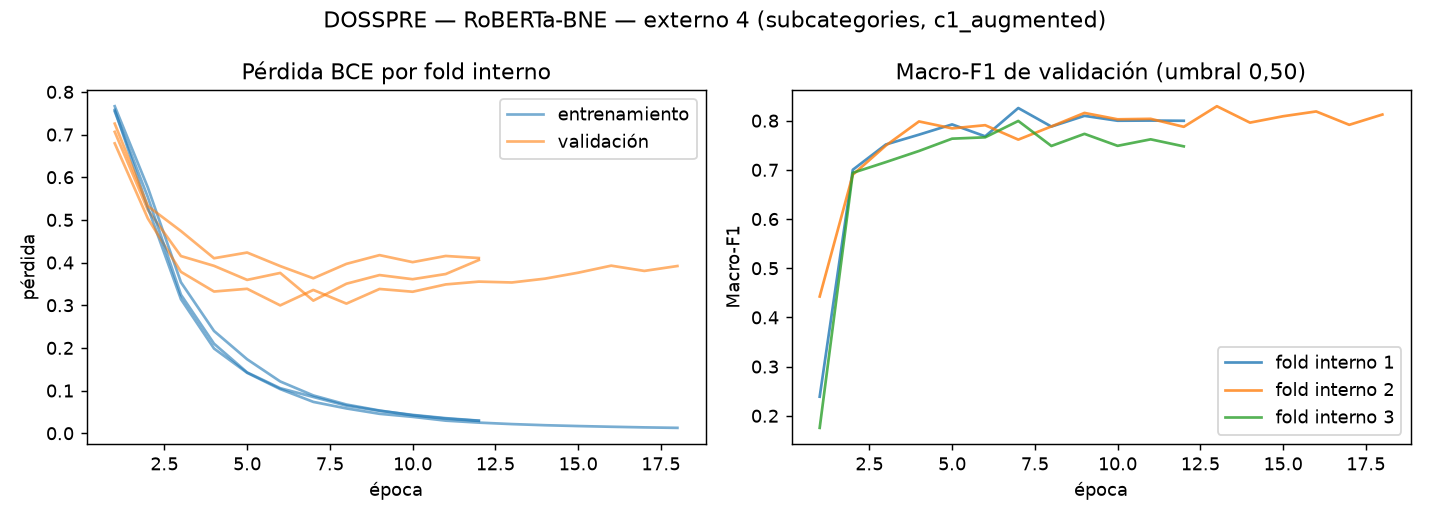 DOSSPRE — RoBERTa-BNE — externo 4 (subcategories, c1_augmented)
Pérdida BCE por fold interno
0.8
0.7
0.6
0.5
0.4
0.3
0.2
0.1
0.0
pérdida
2.5
5.0
7.5
10.0
12.5
15.0
17.5
época
entrenamiento
validación
Macro-F1 de validación (umbral 0,50)
0.8
0.7
0.6
0.5
0.4
0.3
0.2
Macro-F1
2.5
5.0
7.5
10.0
12.5
15.0
17.5
época
fold interno 1
fold interno 2
fold interno 3